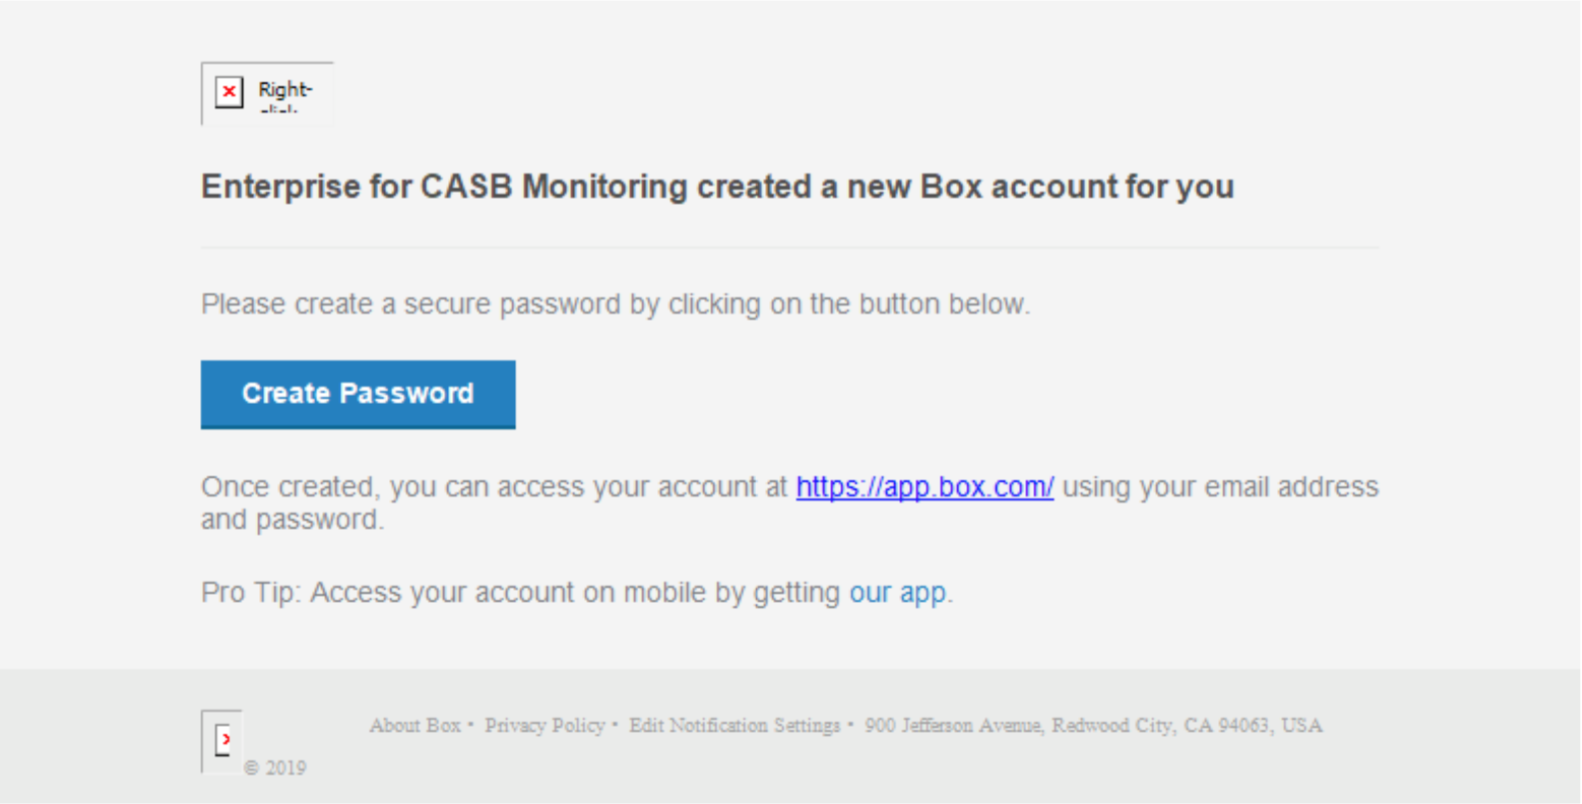 Right-
Enterprise for CASB Monitoring created a new Box account for you
Please create a secure password by clicking on the button below.
Create Password
Once created, you can access your account at https://app.box.com/ using your email address
and password.
Pro Tip: Access your account on mobile by getting our app.
About Box • Privacy Policy • Edit Notification Settings • 900 Jefferson Avenue, Redwood City, CA 94063, USA
© 2019